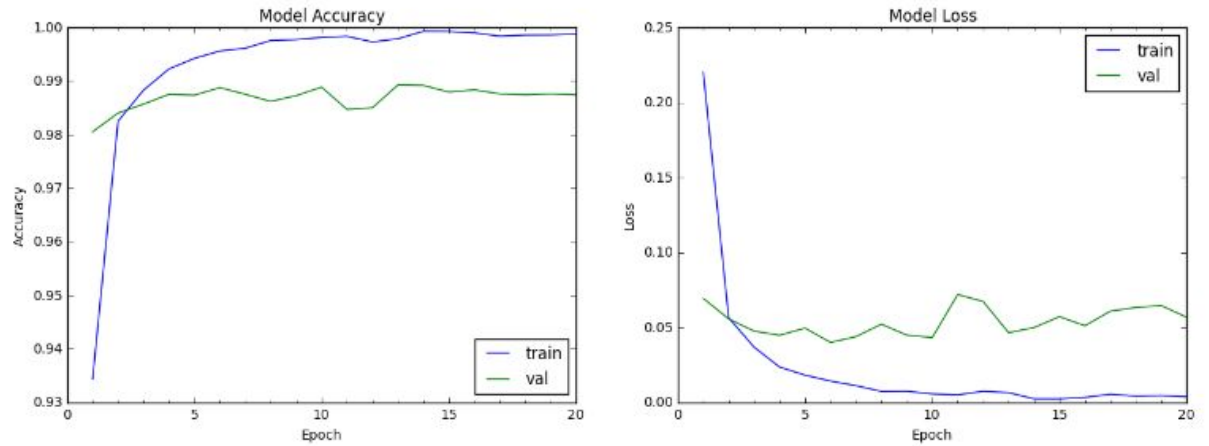 Model Accuracy
1.00
0.99
0.98
0.97
0.96
0.95
0.94
0.93
Accuracy
0
5
10
15
20
Epoch
train
val
Model Loss
0.25
0.20
0.15
0.10
0.05
0.00
Loss
0
5
10
15
20
Epoch
train
val